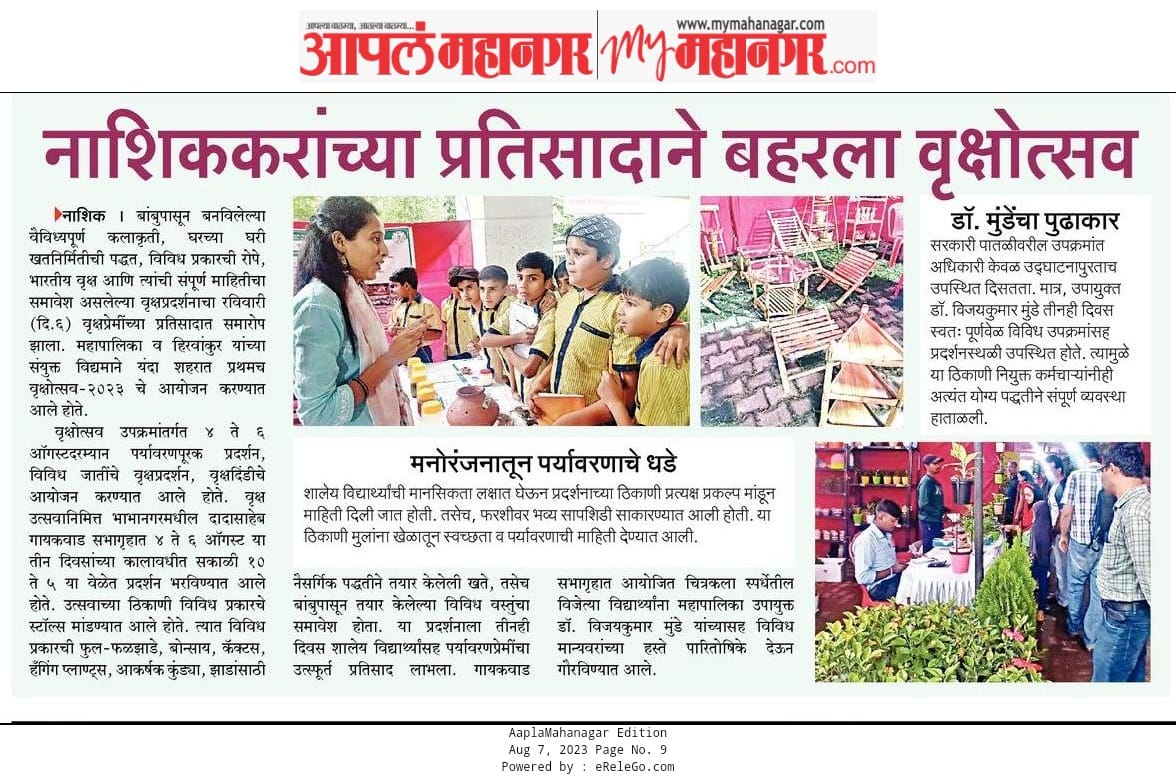 आपल्या बातम्या, आतल्या बातम्या...
आपलं महानगर
www.mymahanagar.com
My महानगर.com
नाशिककरांच्या प्रतिसादाने बहरला वृक्षोत्सव
नाशिक । बांबुपासून बनविलेल्या
वैविध्यपूर्ण कलाकृती, घरच्या घरी
खतनिर्मितीची पद्धत, विविध प्रकारची रोपे,
भारतीय वृक्ष आणि त्यांची संपूर्ण माहितीचा
समावेश असलेल्या वृक्षप्रदर्शनाचा रविवारी
(दि.६) वृक्षप्रेमींच्या प्रतिसादात समारोप
झाला. महापालिका व हिरवांकुर यांच्या
संयुक्त विद्यमाने यंदा शहरात प्रथमच
वृक्षोत्सव-२०२३ चे आयोजन करण्यात
आले होते.
वृक्षोत्सव उपक्रमांतर्गत ४ ते ६
ऑगस्टदरम्यान पर्यावरणपूरक प्रदर्शन,
विविध जातींचे वृक्षप्रदर्शन, वृक्षदिंडीचे
आयोजन करण्यात आले होते. वृक्ष
उत्सवानिमित्त भाभानगरमधील दादासाहेब
गायकवाड सभागृहात ४ ते ६ ऑगस्ट या
तीन दिवसांच्या कालावधीत सकाळी १०
ते ५ या वेळेत प्रदर्शन भरविण्यात आले
होते. उत्सवाच्या ठिकाणी विविध प्रकारचे
स्टॉल्स मांडण्यात आले होते. त्यात विविध
प्रकारची फुल-फळझाडे, बोन्साय, कॅक्टस,
हँगिंग प्लाण्ट्स, आकर्षक कुंड्या, झाडांसाठी
मनोरंजनातून पर्यावरणाचे धडे
शालेय विद्यार्थ्यांची मानसिकता लक्षात घेऊन प्रदर्शनाच्या ठिकाणी प्रत्यक्ष प्रकल्प मांडून
माहिती दिली जात होती. तसेच, फरशीवर भव्य सापशिडी साकारण्यात आली होती. या
ठिकाणी मुलांना खेळातून स्वच्छता व पर्यावरणाची माहिती देण्यात आली.
नैसर्गिक पद्धतीने तयार केलेली खते, तसेच
बांबुपासून तयार केलेल्या विविध वस्तुंचा
समावेश होता. या प्रदर्शनाला तीनही
दिवस शालेय विद्यार्थ्यांसह पर्यावरणप्रेमींचा
उत्स्फूर्त प्रतिसाद लाभला. गायकवाड
सभागृहात आयोजित चित्रकला स्पर्धेतील
विजेत्या विद्यार्थ्यांना महापालिका उपायुक्त
डॉ. विजयकुमार मुंडे यांच्यासह विविध
मान्यवरांच्या हस्ते पारितोषिके देऊन
गौरविण्यात आले.
डॉ. मुंडेंचा पुढाकार
सरकारी पातळीवरील उपक्रमांत
अधिकारी केवळ उद्घाटनापुरताच
उपस्थित दिसतता. मात्र, उपायुक्त
डॉ. विजयकुमार मुंडे तीनही दिवस
स्वतः पूर्णवेळ विविध उपक्रमांसह
प्रदर्शनस्थळी उपस्थित होते. त्यामुळे
या ठिकाणी नियुक्त कर्मचाऱ्यांनीही
अत्यंत योग्य पद्धतीने संपूर्ण व्यवस्था
हाताळली.
AaplaMahanagar Edition
Aug 7, 2023 Page No. 9
Powered by : eReleGo.com